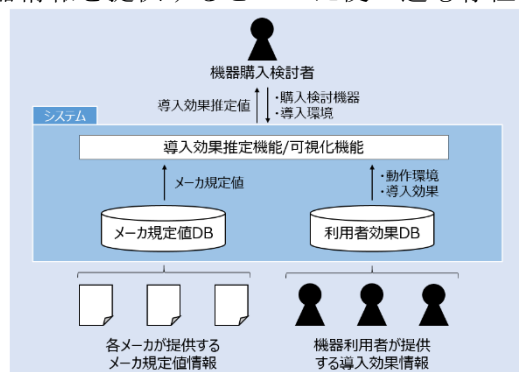 機器購入検討者
導入効果推定値
・購入検討機器
・導入環境
システム
導入効果推定機能/可視化機能
メーカ規定値
・動作環境
・導入効果
メーカ規定値DB
利用者効果DB
各メーカが提供する
メーカ規定値情報
機器利用者が提供
する導入効果情報